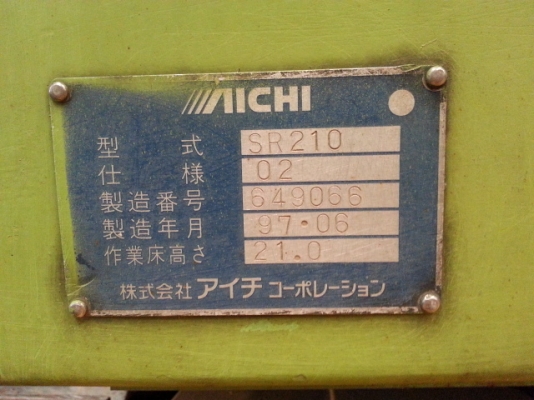 AICHI
型式 SR210
仕様 02
製造番号 649066
製造年月 97・06
作業床高さ 21.0
株式会社 アイチ コーポレーション